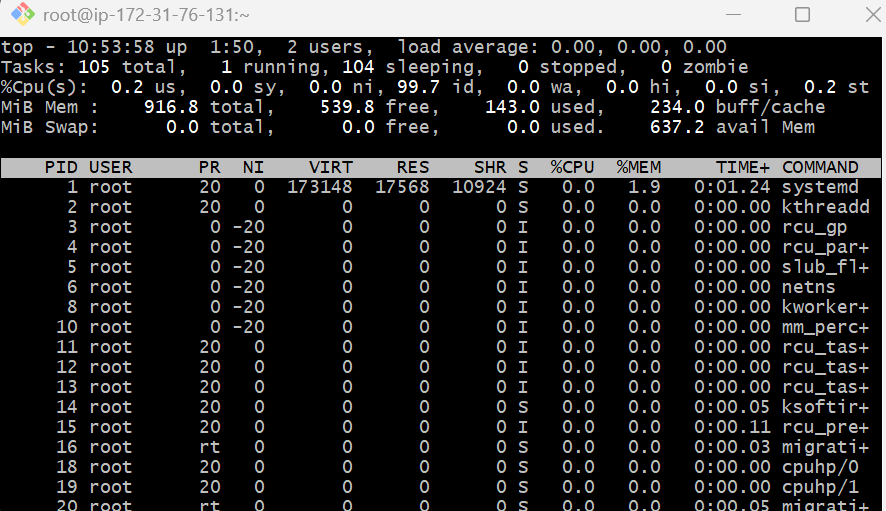 root@ip-172-31-76-131:~
top - 10:53:58 up  1:50,  2 users,  load average: 0.00, 0.00, 0.00
Tasks: 105 total,   1 running, 104 sleeping,   0 stopped,   0 zombie
%Cpu(s):  0.2 us,  0.0 sy,  0.0 ni, 99.7 id,  0.0 wa,  0.0 hi,  0.0 si,  0.2 st
MiB Mem :    916.8 total,    539.8 free,    143.0 used,    234.0 buff/cache
MiB Swap:      0.0 total,      0.0 free,      0.0 used.    637.2 avail Mem
    PID USER      PR  NI    VIRT    RES    SHR S  %CPU  %MEM     TIME+ COMMAND
      1 root      20   0  173148  17568  10924 S   0.0   1.9   0:01.24 systemd
      2 root      20   0       0      0      0 S   0.0   0.0   0:00.00 kthreadd
      3 root       0 -20       0      0      0 I   0.0   0.0   0:00.00 rcu_gp
      4 root       0 -20       0      0      0 I   0.0   0.0   0:00.00 rcu_par+
      5 root       0 -20       0      0      0 I   0.0   0.0   0:00.00 slub_fl+
      6 root       0 -20       0      0      0 I   0.0   0.0   0:00.00 netns
      8 root       0 -20       0      0      0 I   0.0   0.0   0:00.00 kworker+
     10 root       0 -20       0      0      0 I   0.0   0.0   0:00.00 mm_perc+
     11 root      20   0       0      0      0 I   0.0   0.0   0:00.00 rcu_tas+
     12 root      20   0       0      0      0 I   0.0   0.0   0:00.00 rcu_tas+
     13 root      20   0       0      0      0 I   0.0   0.0   0:00.00 rcu_tas+
     14 root      20   0       0      0      0 S   0.0   0.0   0:00.05 ksoftir+
     15 root      20   0       0      0      0 I   0.0   0.0   0:00.11 rcu_pre+
     16 root      rt   0       0      0      0 S   0.0   0.0   0:00.03 migrati+
     18 root      20   0       0      0      0 S   0.0   0.0   0:00.00 cpuhp/0
     19 root      20   0       0      0      0 S   0.0   0.0   0:00.00 cpuhp/1
     20 root      rt   0       0      0      0 S   0.0   0.0   0:00.05 migrati+